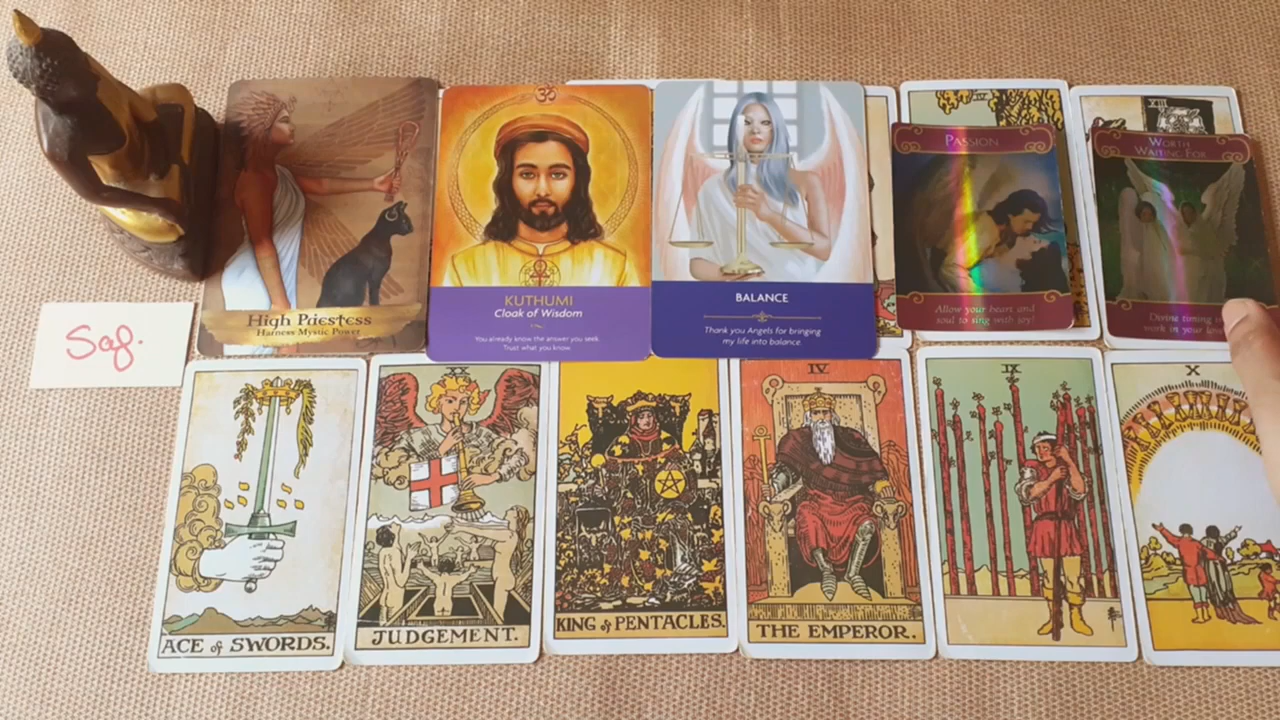 Sag.
High Priestess
Harness Mystic Power
ॐ
KUTHUMI
Cloak of Wisdom
You already know the answer you seek.
Trust what you know.
BALANCE
Thank you Angels for bringing
my life into balance.
PASSION
Allow your heart and
soul to sing with joy!
XIII
WORTH
WAITING FOR
Divine timing
work in your love
ACE of SWORDS.
XX
JUDGEMENT.
KING of PENTACLES.
IV
THE EMPEROR.
IX
X